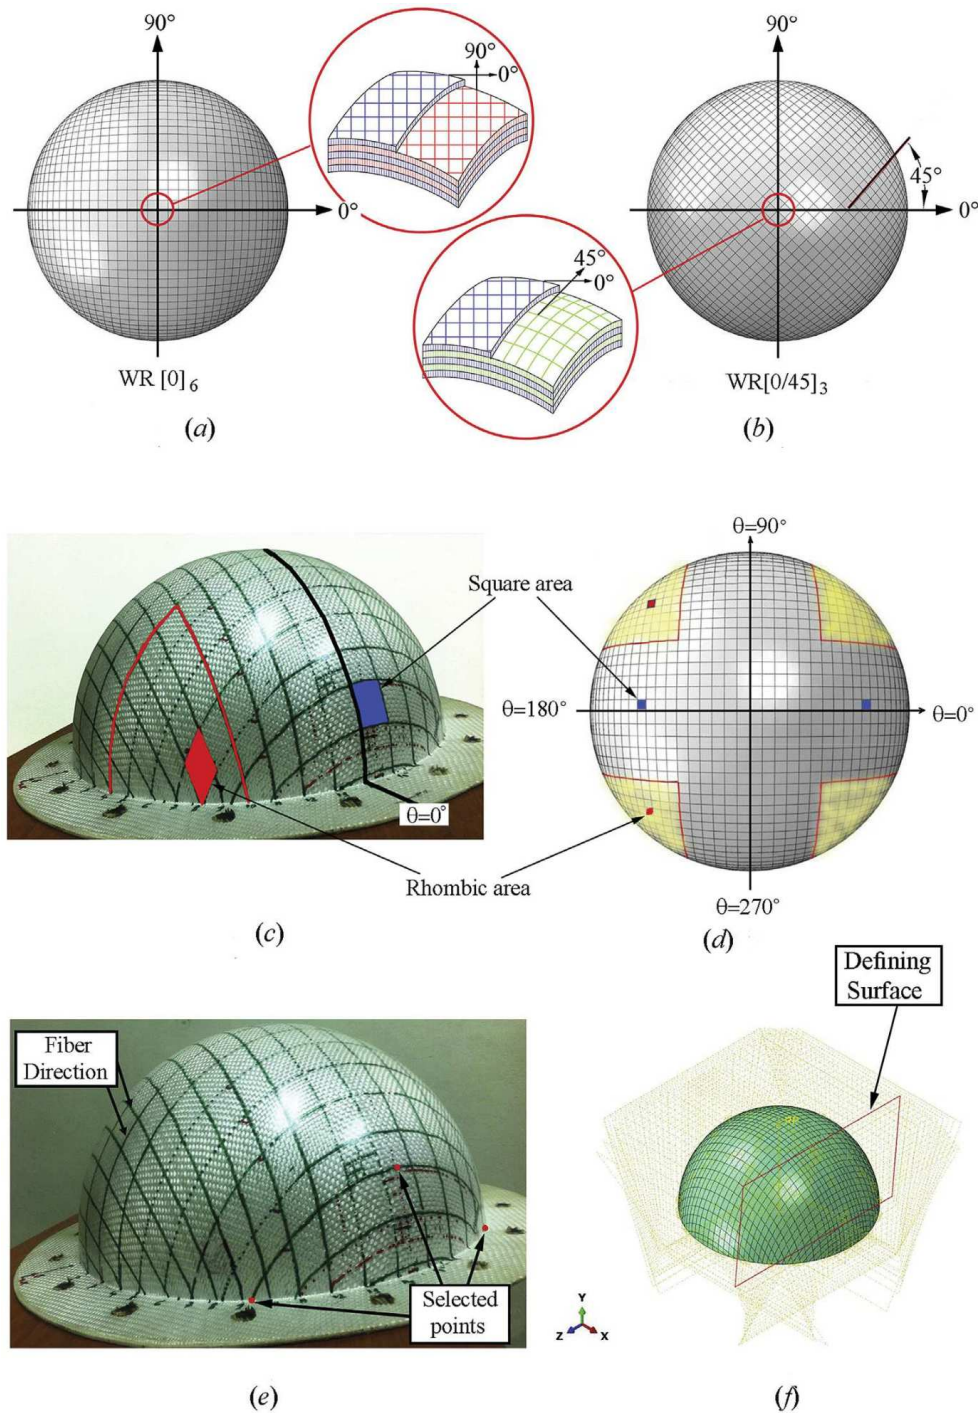 90°
0°
WR [0]6
(a)
90°
0°
45°
0°
90°
45°
0°
WR[0/45]3
(b)
Square area
θ=0°
Rhombic area
(c)
θ=90°
θ=180°
θ=0°
θ=270°
(d)
Fiber
Direction
Selected
points
(e)
Defining
Surface
Y
Z
X
(f)